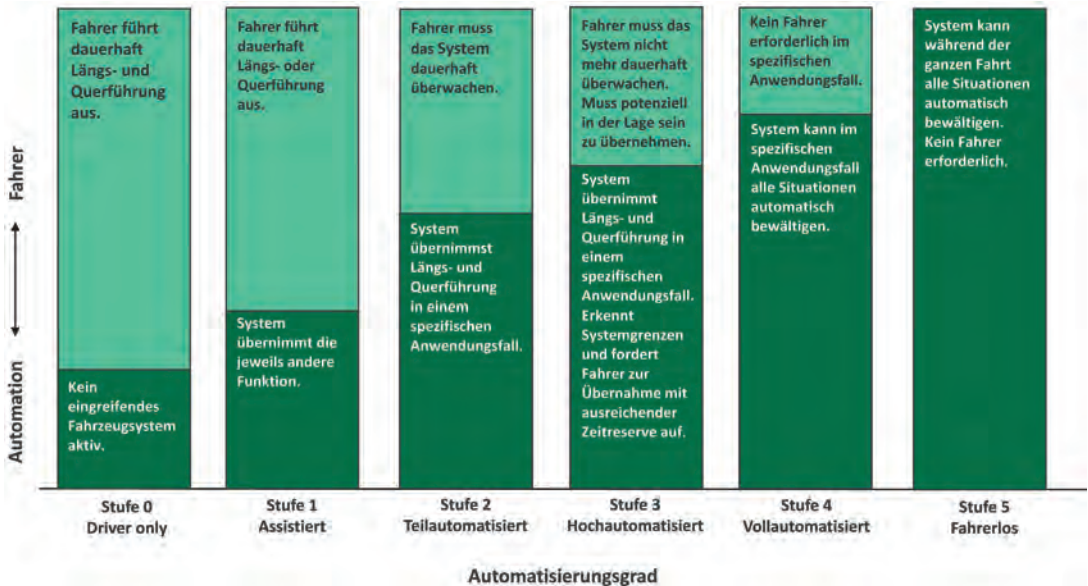 Fahrer führt
dauerhaft
Längs- und
Querführung
aus.
Kein
eingreifendes
Fahrzeugsystem
aktiv.
Fahrer führt
dauerhaft
Längs- oder
Querführung
aus.
System
übernimmt die
jeweils andere
Funktion.
Fahrer muss
das System
dauerhaft
überwachen.
System
übernimmst
Längs- und
Querführung
in einem
spezifischen
Anwendungsfall.
Fahrer muss das
System nicht
mehr dauerhaft
überwachen.
Muss potenziell
in der Lage sein
zu übernehmen.
System
übernimmt
Längs- und
Querführung in
einem
spezifischen
Anwendungsfall.
Erkennt
Systemgrenzen
und fordert
Fahrer zur
Übernahme mit
ausreichender
Zeitreserve auf.
Kein Fahrer
erforderlich im
spezifischen
Anwendungsfall.
System kann im
spezifischen
Anwendungsfall
alle Situationen
automatisch
bewältigen.
System kann
während der
ganzen Fahrt
alle Situationen
automatisch
bewältigen.
Kein Fahrer
erforderlich.
Fahrer
Automation
Stufe 0
Driver only
Stufe 1
Assistiert
Stufe 2
Teilautomatisiert
Stufe 3
Hochautomatisiert
Stufe 4
Vollautomatisiert
Stufe 5
Fahrerlos
Automatisierungsgrad